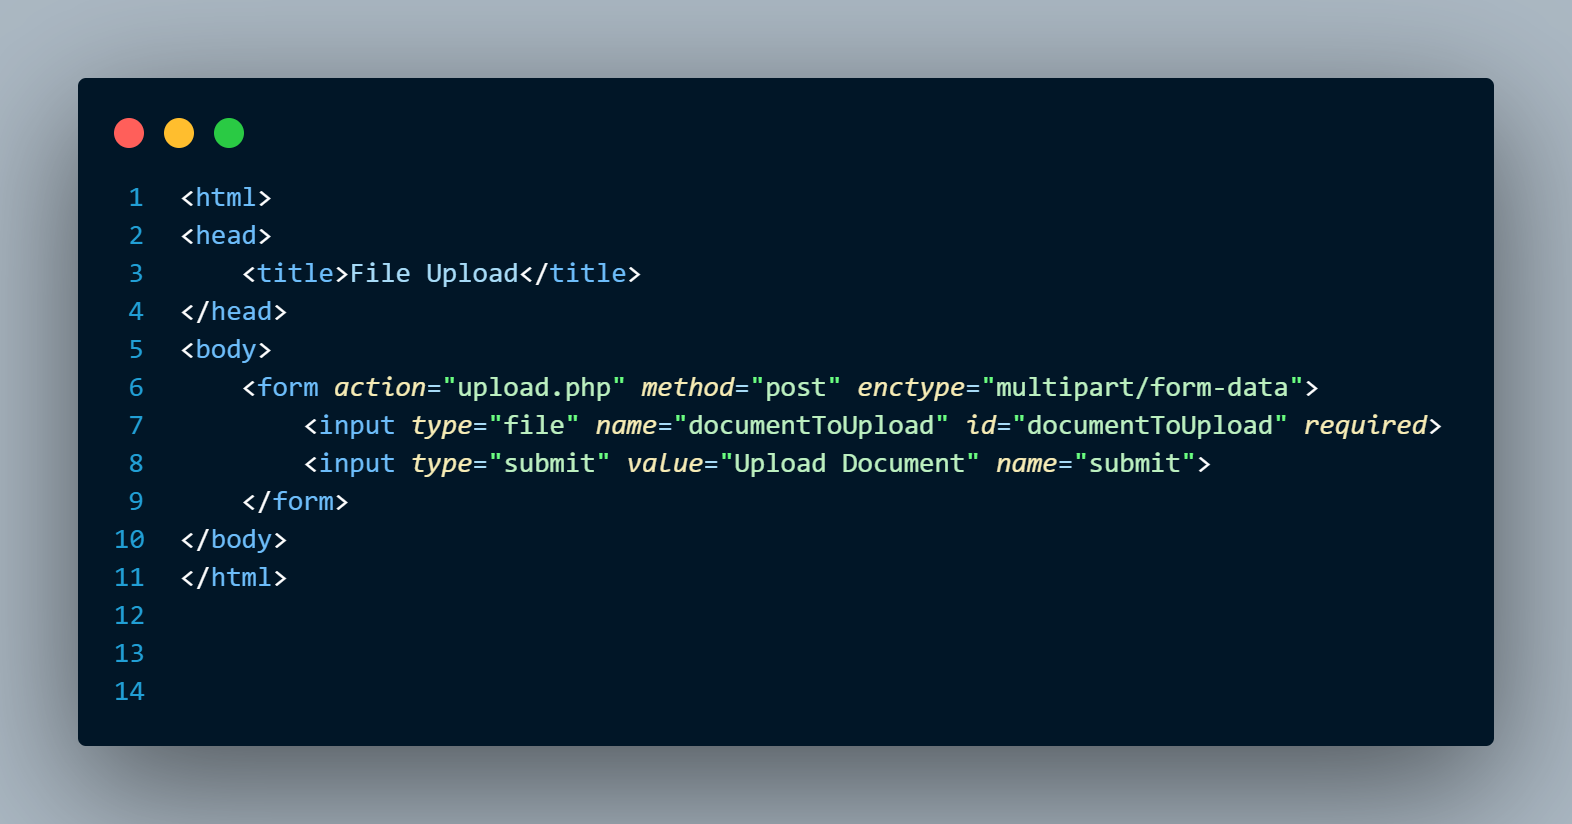 1 <html>
2 <head>
3     <title>File Upload</title>
4 </head>
5 <body>
6     <form action="upload.php" method="post" enctype="multipart/form-data">
7         <input type="file" name="documentToUpload" id="documentToUpload" required>
8         <input type="submit" value="Upload Document" name="submit">
9     </form>
10 </body>
11 </html>
12
13
14